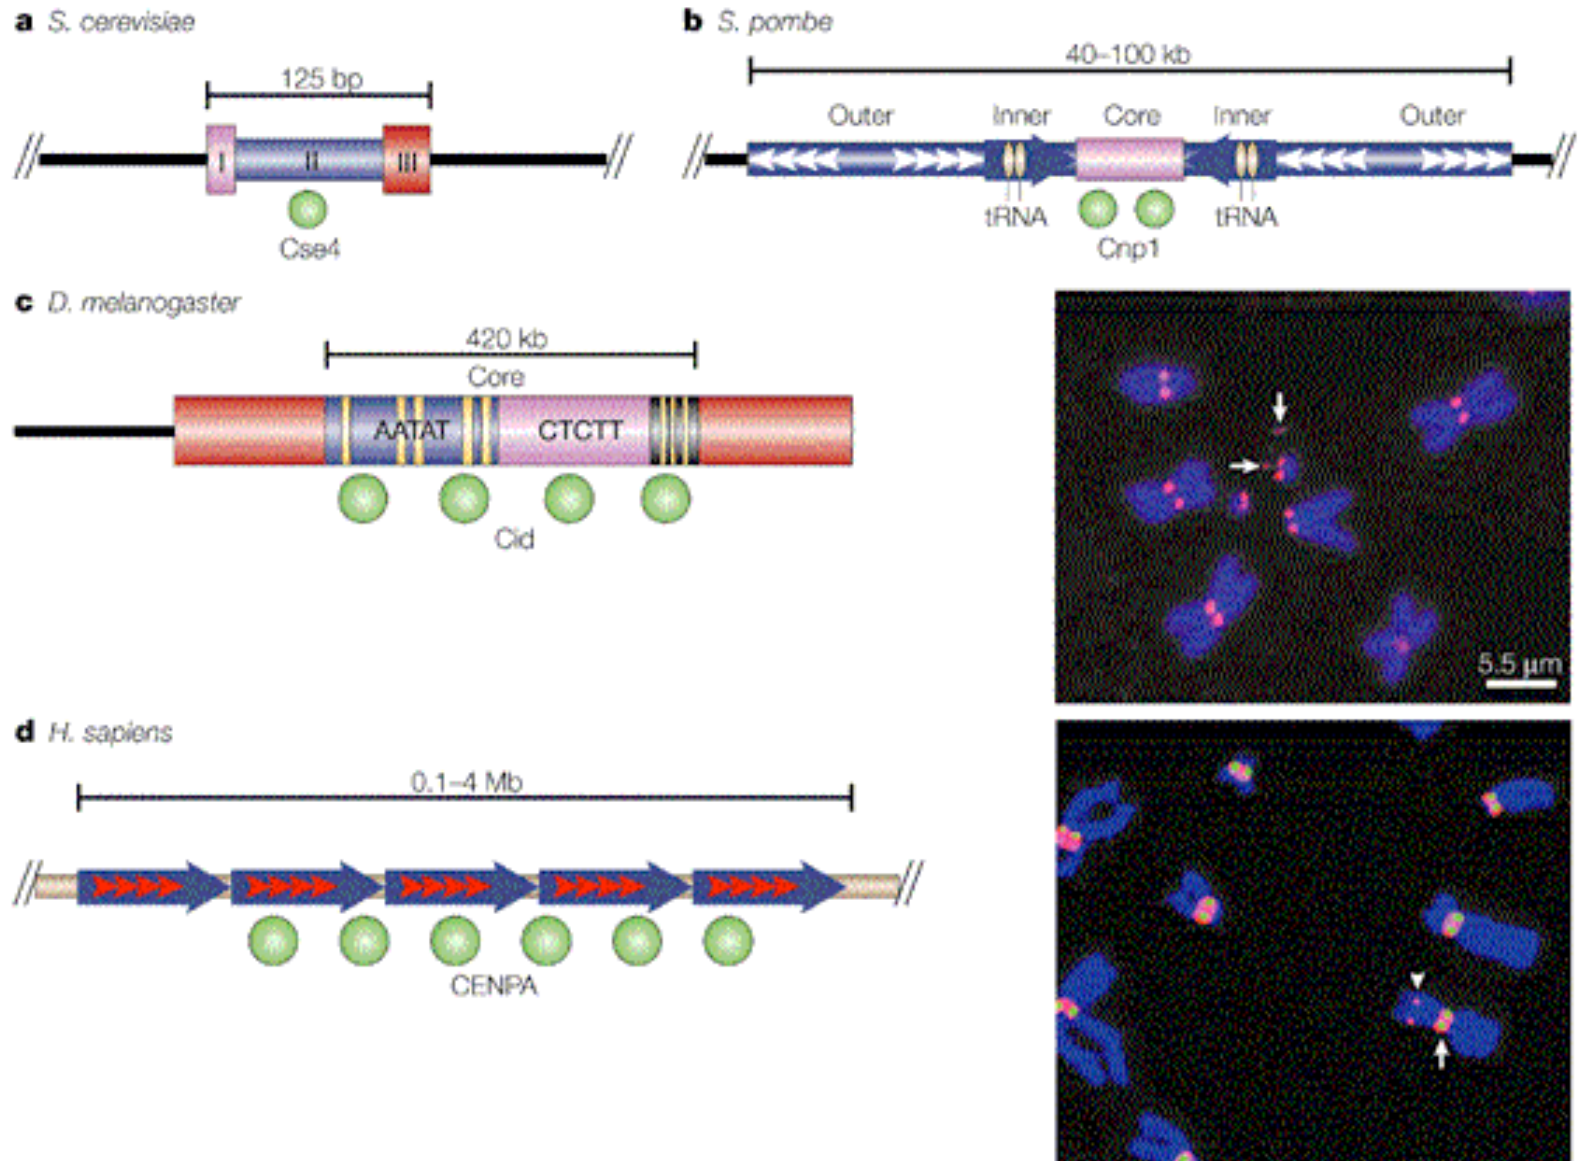 a S. cerevisiae
125 bp
I II III
Cse4
b S. pombe
40–100 kb
Outer Inner Core Inner Outer
tRNA tRNA
Cnp1
c D. melanogaster
420 kb
Core
AATAT CTCTT
Cid
5.5 µm
d H. sapiens
0.1–4 Mb
CENPA